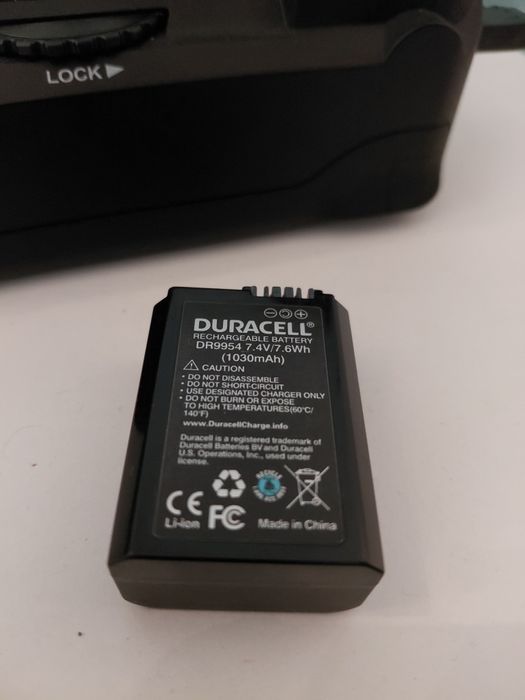 LOCK
DURACELL®
RECHARGEABLE BATTERY
DR9954 7.4V/7.6Wh
(1030mAh)
CAUTION
• DO NOT DISASSEMBLE
• DO NOT SHORT-CIRCUIT
• USE DESIGNATED CHARGER ONLY
• DO NOT BURN OR EXPOSE
TO HIGH TEMPERATURES(60°C/
140°F)
www.DuracellCharge.info
Duracell is a registered trademark of
Duracell Batteries BV and Duracell
U.S. Operations, Inc., used under
license.
RECYCLE
CE
Li-ion FC Made in China